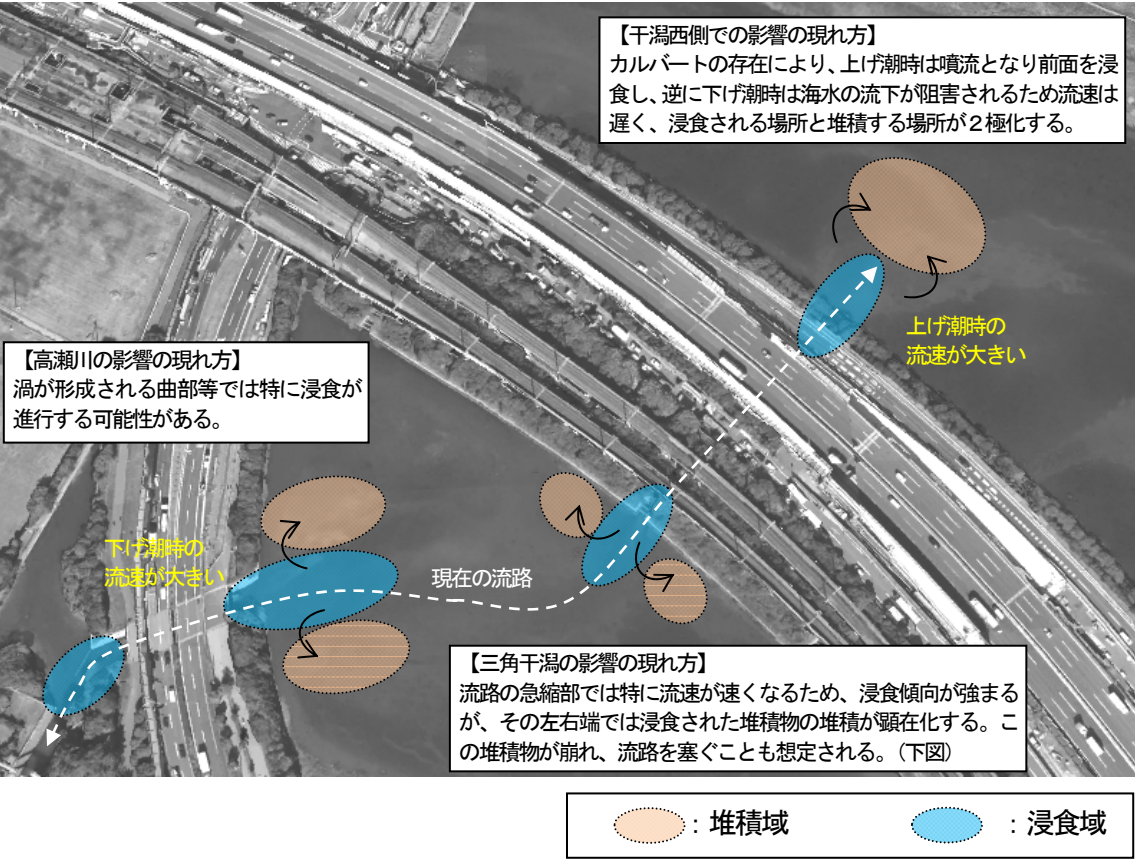 【干潟西側での影響の現れ方】
カルバートの存在により、上げ潮時は噴流となり前面を浸
食し、逆に下げ潮時は海水の流下が阻害されるため流速は
遅く、浸食される場所と堆積する場所が２極化する。
上げ潮時の
流速が大きい
【高瀬川の影響の現れ方】
渦が形成される曲部等では特に浸食が
進行する可能性がある。
下げ潮時の
流速が大きい
現在の流路
【三角干潟の影響の現れ方】
流路の急縮部では特に流速が速くなるため、浸食傾向が強まる
が、その左右端では浸食された堆積物の堆積が顕在化する。こ
の堆積物が崩れ、流路を塞ぐことも想定される。（下図）
：堆積域
：浸食域